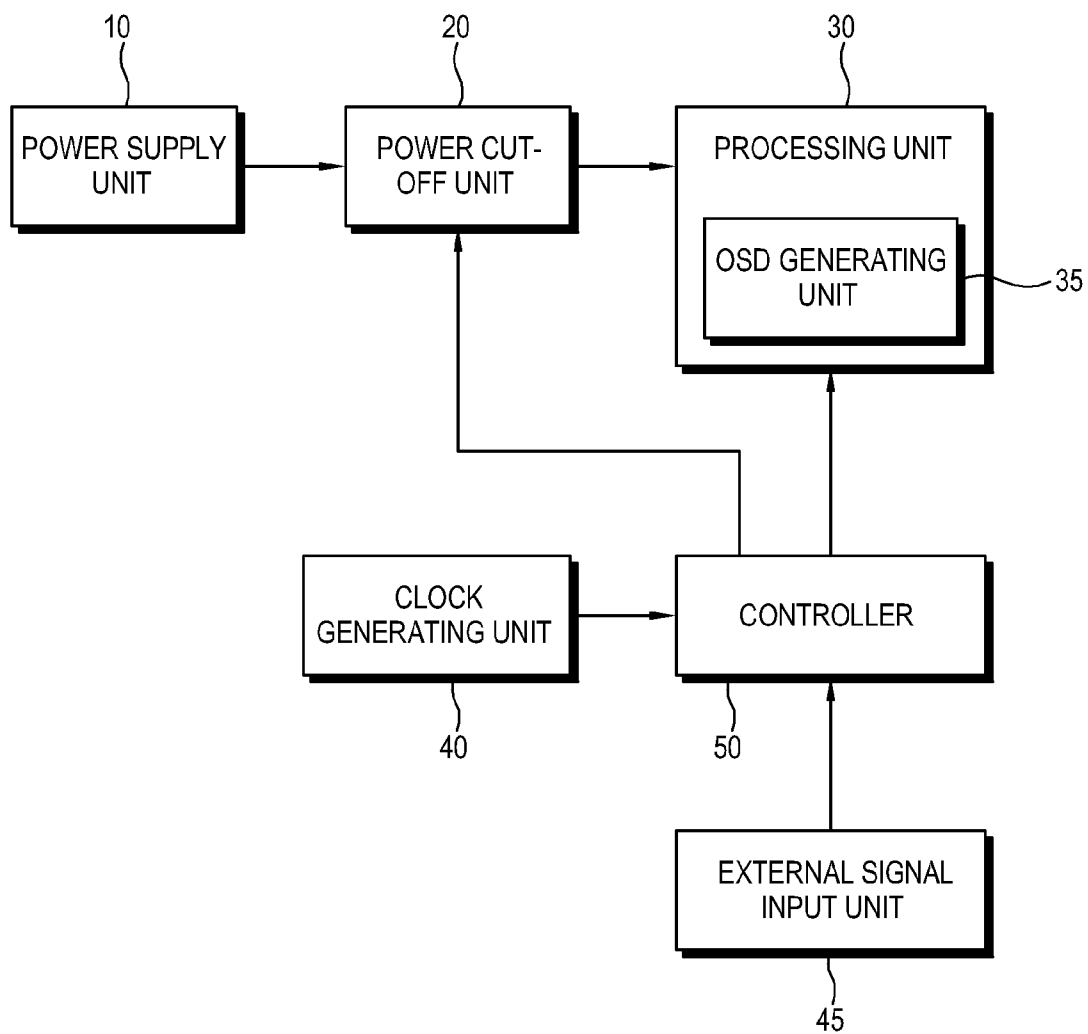 10
20
30
POWER SUPPLY
UNIT
POWER CUT-
OFF UNIT
PROCESSING UNIT
OSD GENERATING
UNIT
35
CLOCK
GENERATING UNIT
CONTROLLER
40
50
EXTERNAL SIGNAL
INPUT UNIT
45